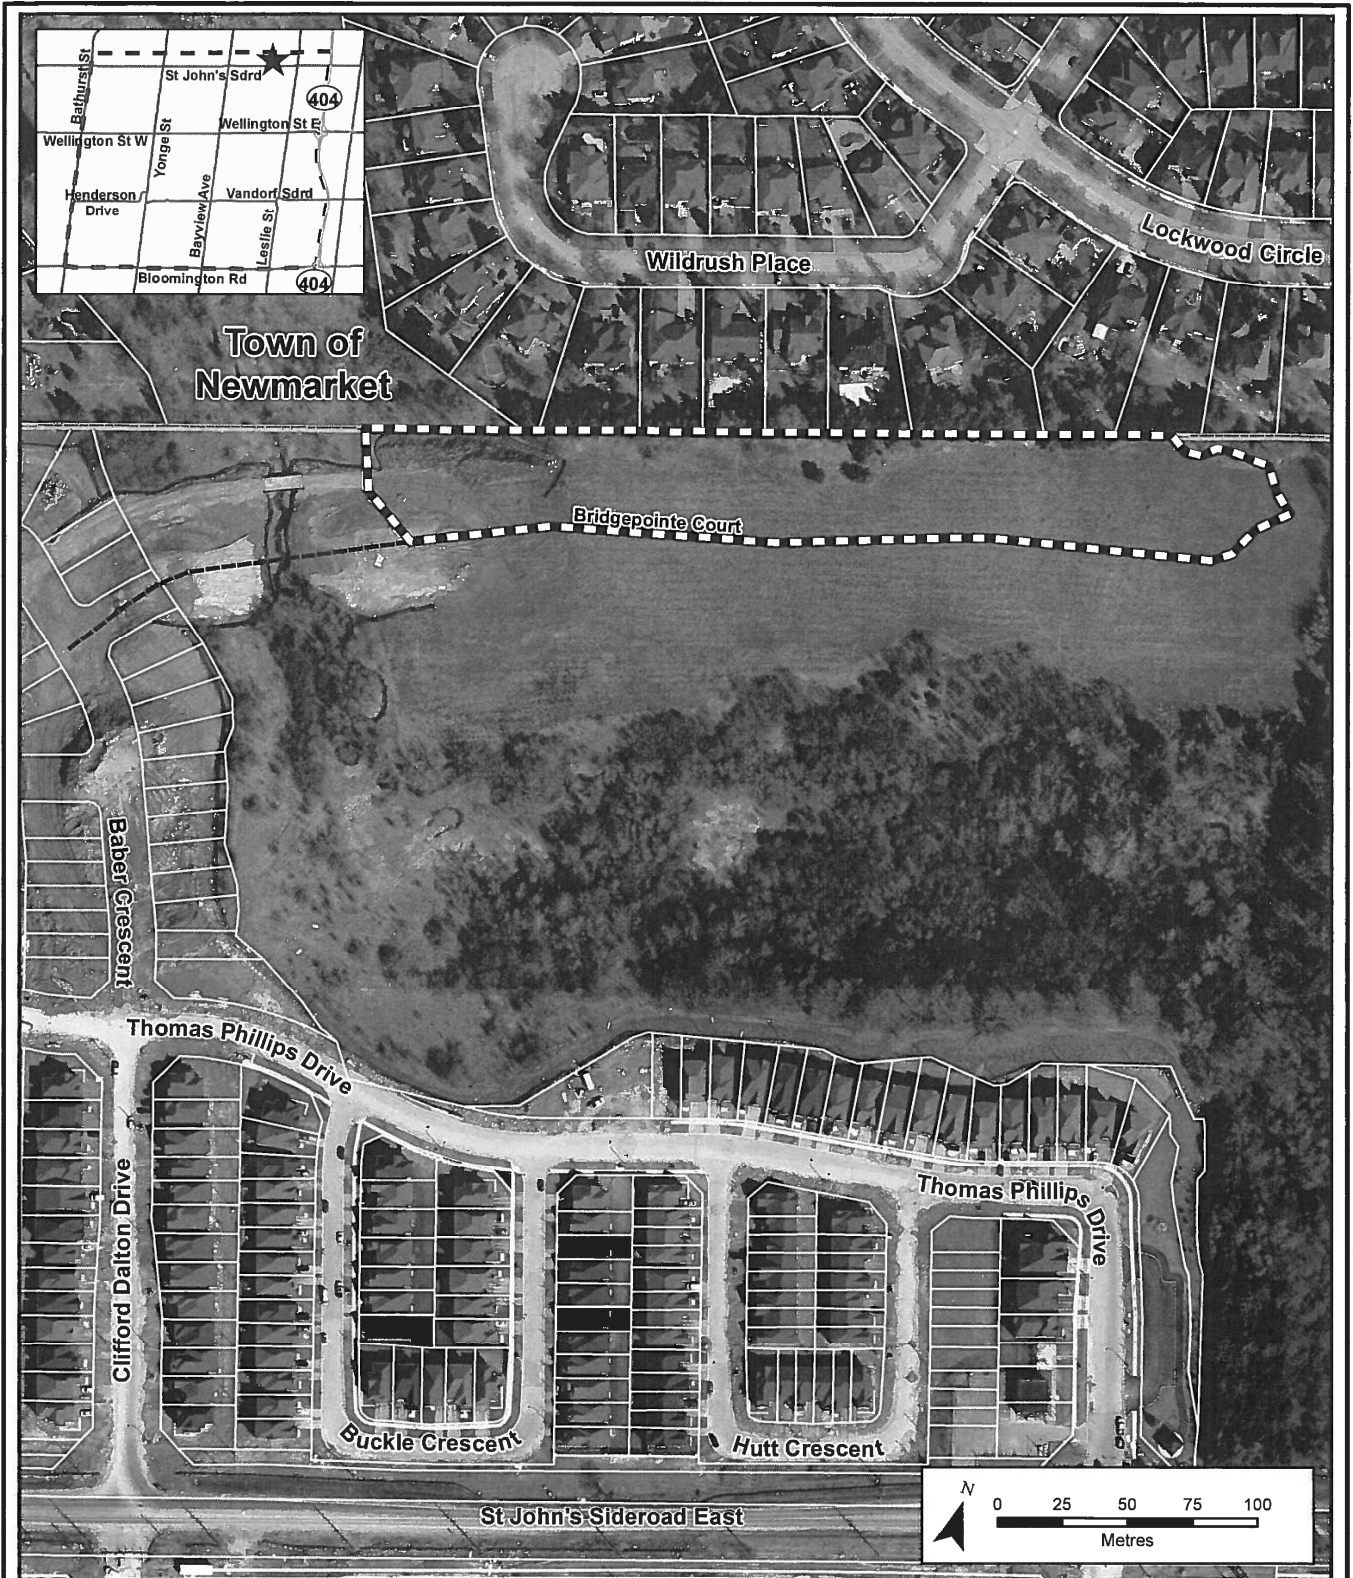 Bathurst St
St John's Sdrd
404
Wellington St E
Wellington St W
Yonge St
Henderson
Drive
Vandorf Sdrd
Bayview Ave
Leslie St
Bloomington Rd
404
Lockwood Circle
Wildrush Place
Town of
Newmarket
Bridgepointe Court
Baber Crescent
Thomas Phillips Drive
Clifford Dalton Drive
Thomas Phillips Drive
Buckle Crescent
Hutt Crescent
St John's Sideroad East
N
0 25 50 75 100
Metres